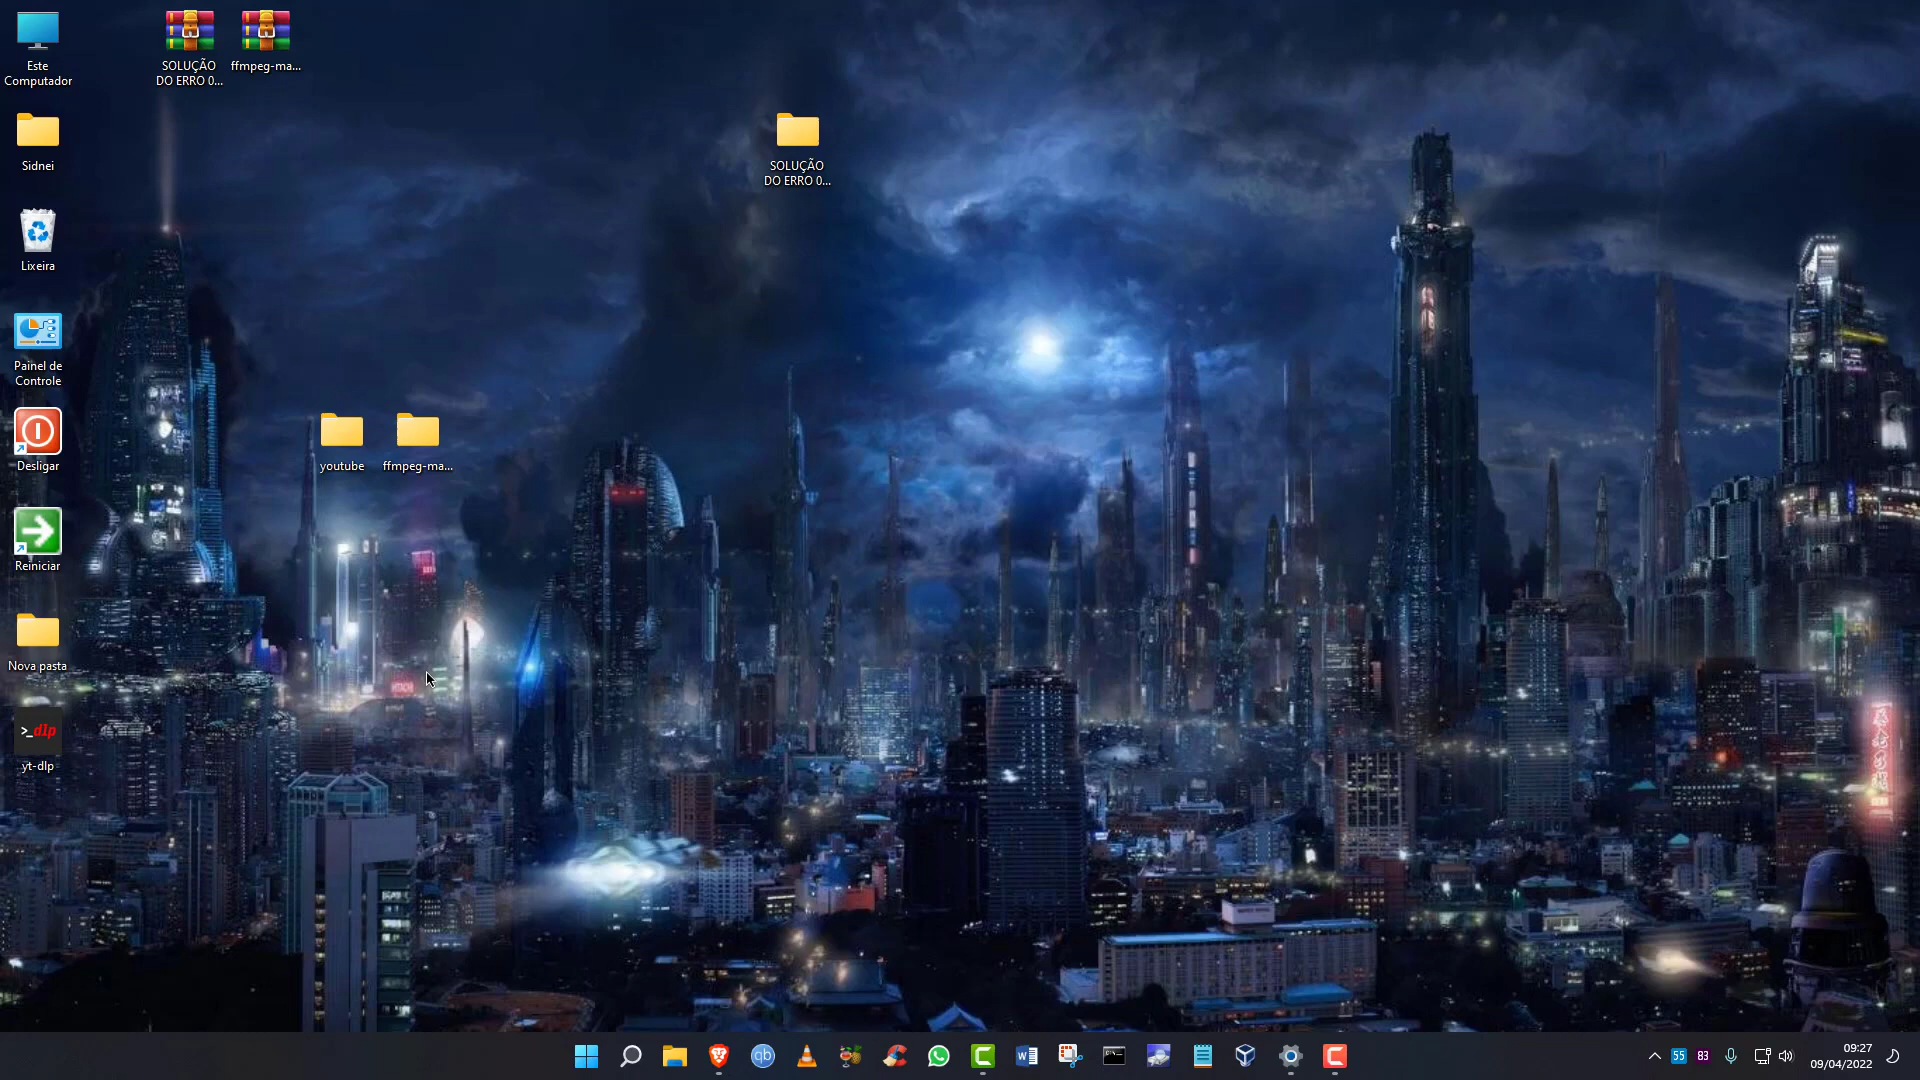 Este
Computador
SOLUÇÃO
DO ERRO 0...
ffmpeg-ma...
Sidnei
SOLUÇÃO
DO ERRO 0...
Lixeira
Painel de
Controle
Desligar
youtube
ffmpeg-ma...
Reiniciar
Nova pasta
>_dlp
yt-dlp
qb
W
55
83
09:27
09/04/2022